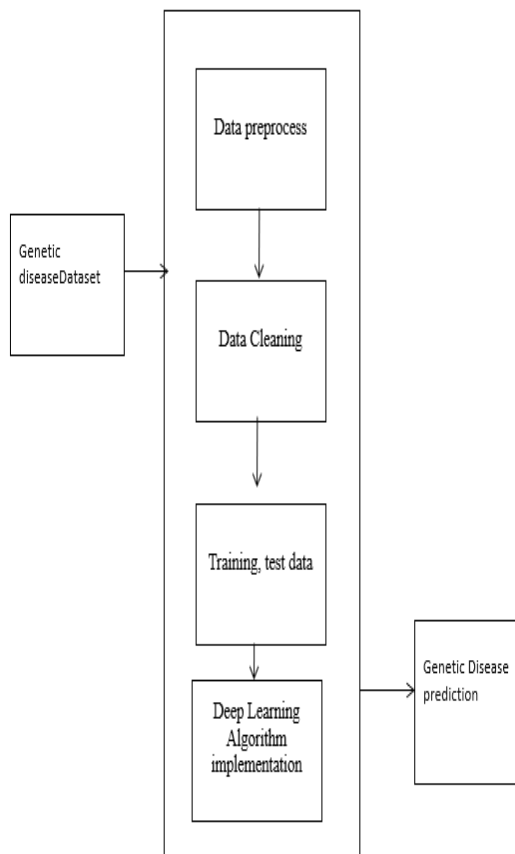 Data preprocess
Genetic
diseaseDataset
Data Cleaning
Training, test data
Genetic Disease
prediction
Deep Learning
Algorithm
implementation